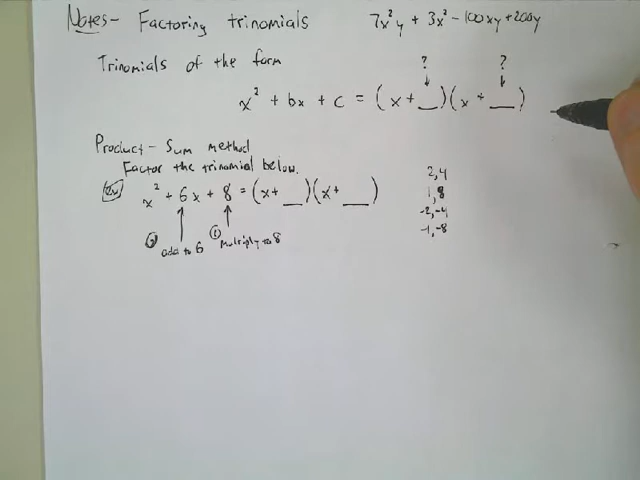 Notes - Factoring trinomials
7x²y + 3x² - 100xy + 200y
Trinomials of the form
? ?
x² + bx + c = (x + __)(x + __)
Product - Sum method
Factor the trinomial below.
Ex x² + 6x + 8 = (x + __)(x + __)
② add to 6 ① Multiply to 8
2, 4
1, 8
-2, -4
-1, -8